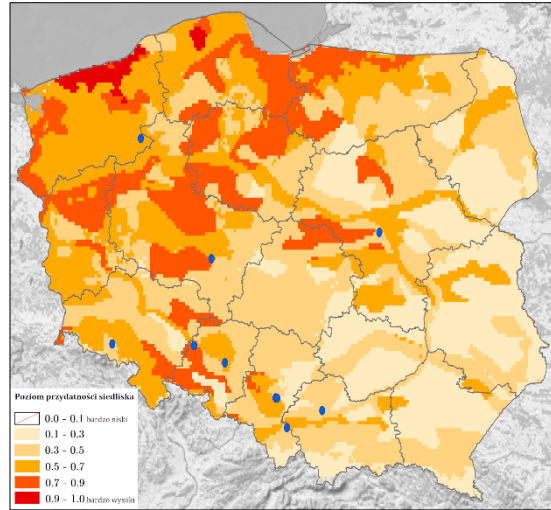 Poziom przydatności siedliska
0.0 - 0.1 bardzo niski
0.1 - 0.3
0.3 - 0.5
0.5 - 0.7
0.7 - 0.9
0.9 - 1.0 bardzo wysoki